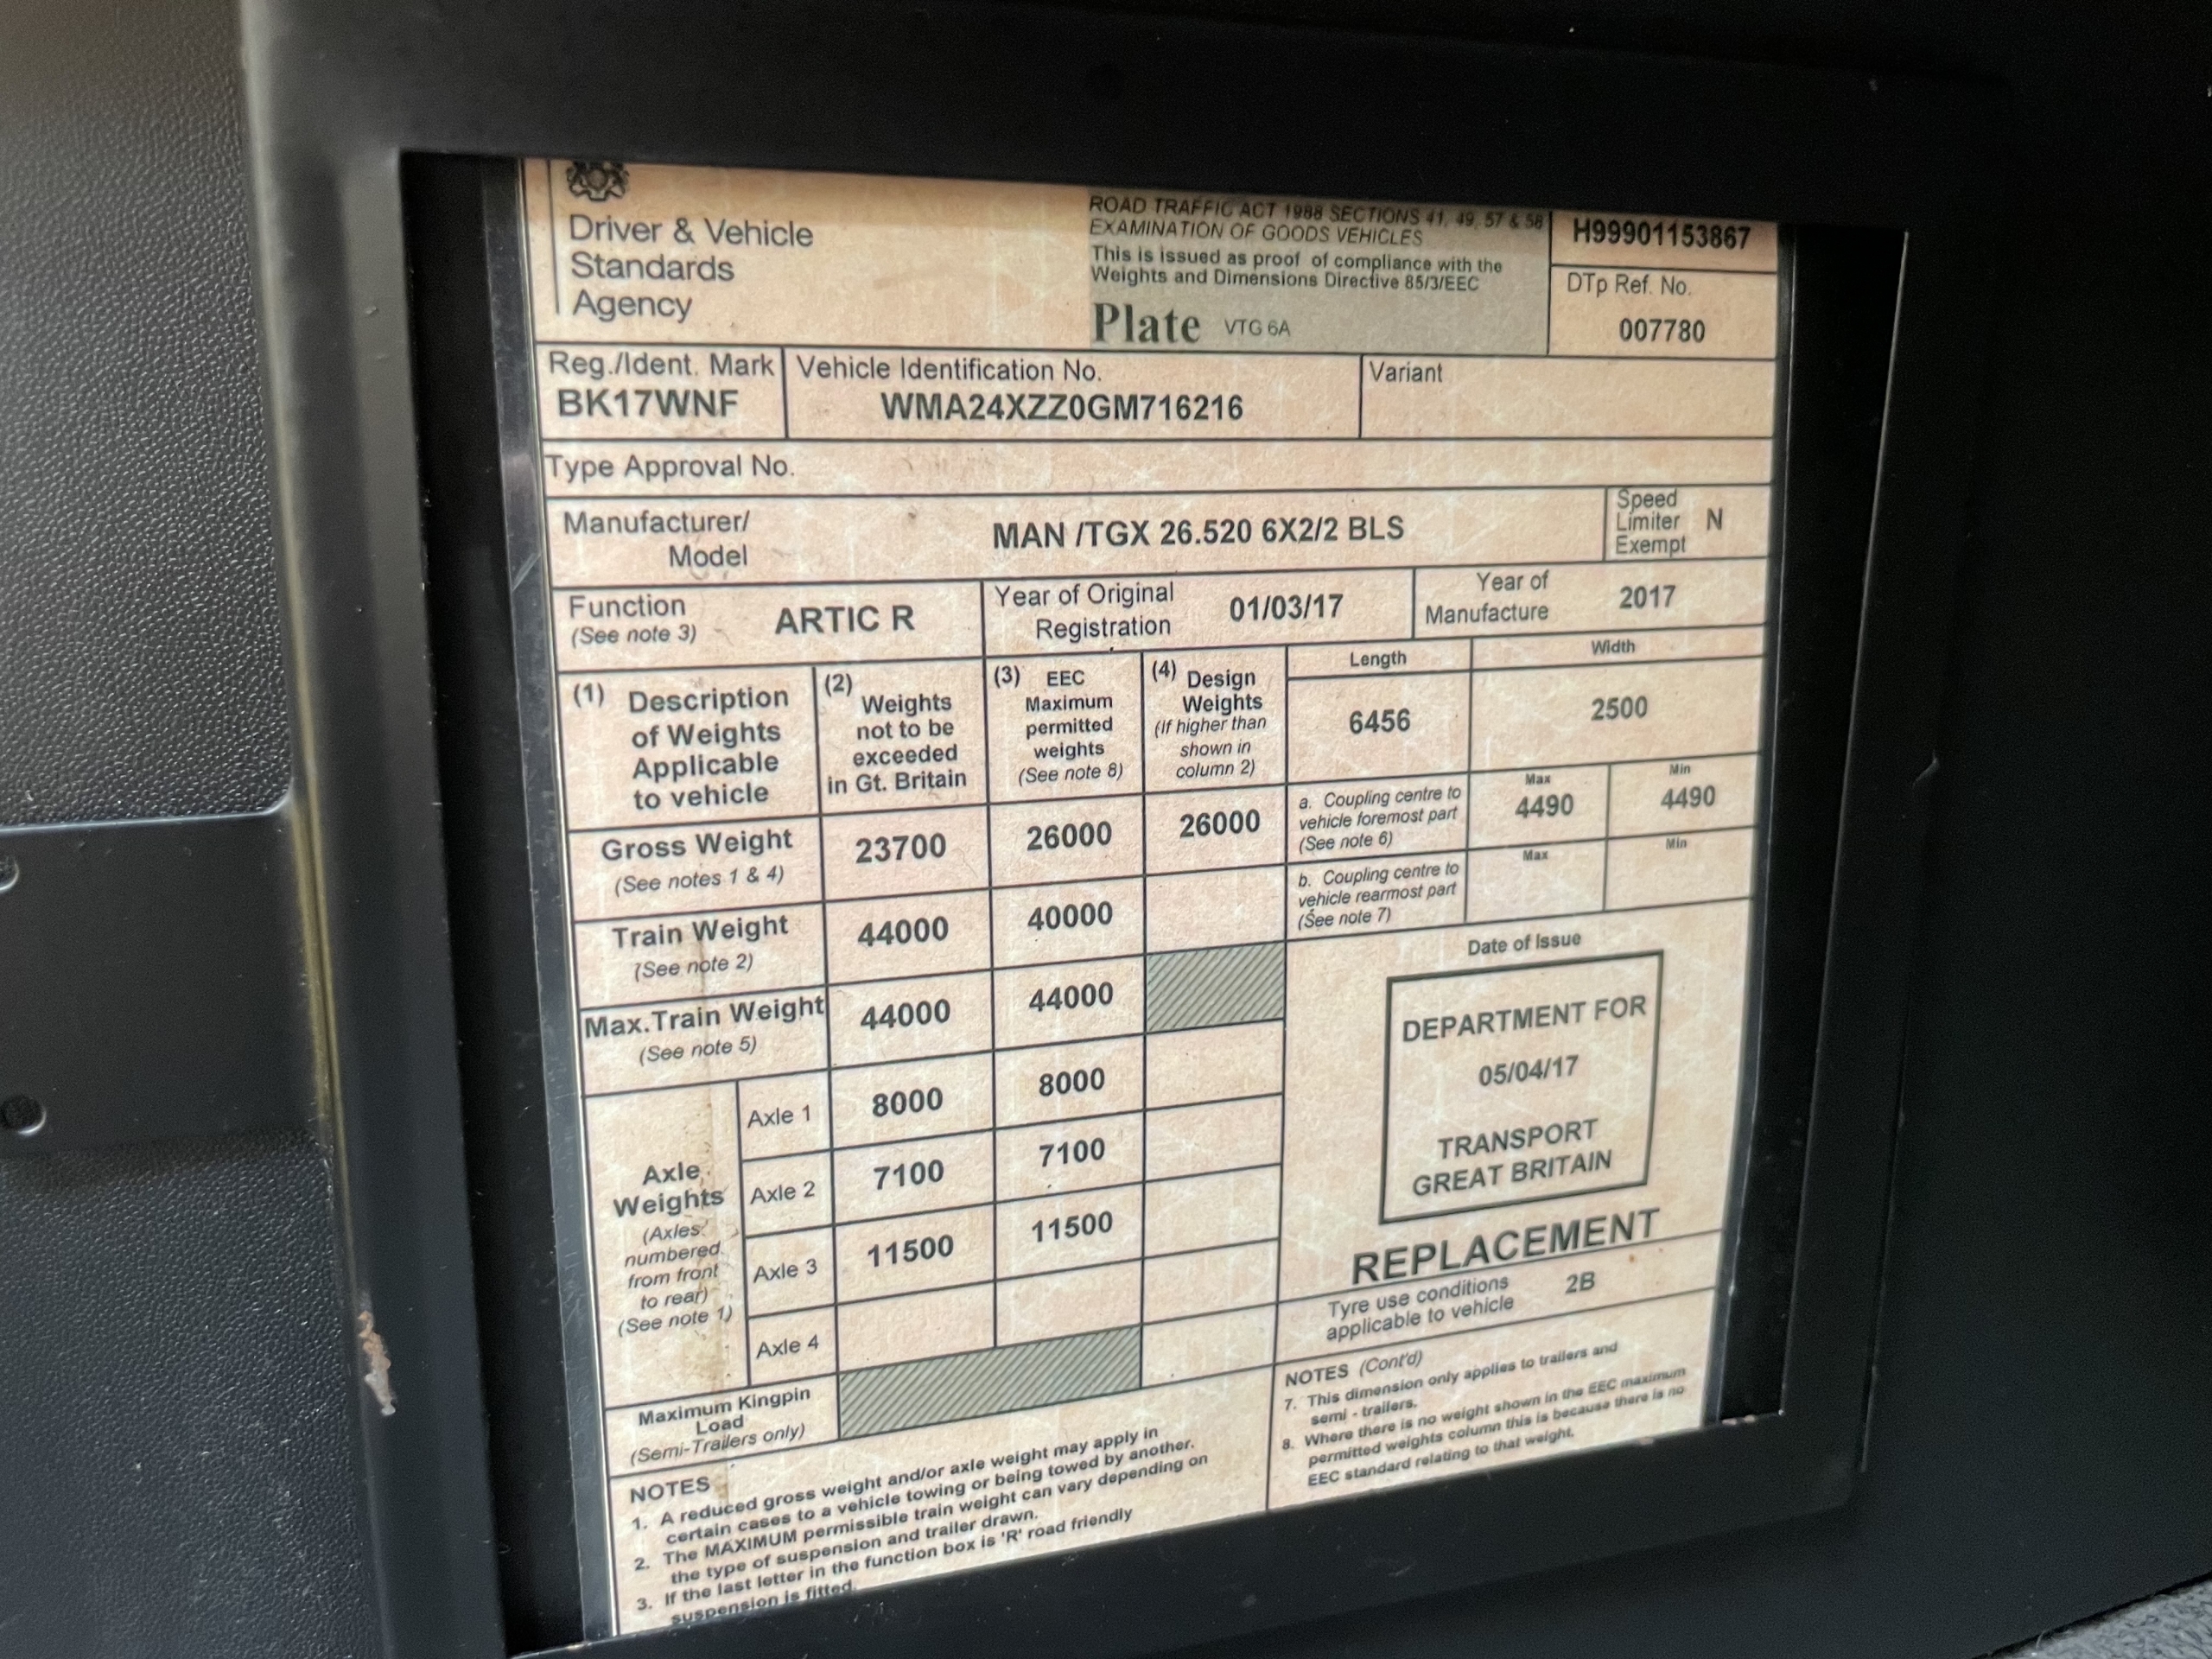 Driver & Vehicle
Standards
Agency
ROAD TRAFFIC ACT 1988 SECTIONS 41, 49, 57 & 58
EXAMINATION OF GOODS VEHICLES
This is issued as proof of compliance with the
Weights and Dimensions Directive 85/3/EEC
Plate VTG 6A
H99901153867
DTp Ref. No.
007780
Reg./Ident. Mark
BK17WNF
Vehicle Identification No.
WMA24XZZ0GM716216
Variant
Type Approval No.
Manufacturer/
Model
MAN /TGX 26.520 6X2/2 BLS
Speed
Limiter N
Exempt
Function
(See note 3)
ARTIC R
Year of Original
Registration
01/03/17
Year of
Manufacture
2017
(1) Description
of Weights
Applicable
to vehicle
(2)
Weights
not to be
exceeded
in Gt. Britain
(3) EEC
Maximum
permitted
weights
(See note 8)
(4) Design
Weights
(If higher than
shown in
column 2)
Length
6456
Width
2500
Gross Weight
(See notes 1 & 4)
23700
26000
26000
a. Coupling centre to
vehicle foremost part
(See note 6)
Max
4490
Min
4490
Train Weight
(See note 2)
44000
40000
b. Coupling centre to
vehicle rearmost part
(See note 7)
Max
Min
Max.Train Weight
(See note 5)
44000
44000
Date of Issue
DEPARTMENT FOR
05/04/17
TRANSPORT
GREAT BRITAIN
REPLACEMENT
Axle
Weights
(Axles
numbered
from front
to rear)
(See note 1)
Axle 1
8000
8000
Axle 2
7100
7100
Axle 3
11500
11500
Axle 4
Tyre use conditions
applicable to vehicle
2B
Maximum Kingpin
Load
(Semi-Trailers only)
NOTES
1. A reduced gross weight and/or axle weight may apply in
certain cases to a vehicle towing or being towed by another.
2. The MAXIMUM permissible train weight can vary depending on
the type of suspension and trailer drawn.
3. If the last letter in the function box is 'R' road friendly
suspension is fitted.
NOTES (Cont'd)
7. This dimension only applies to trailers and
semi - trailers.
8. Where there is no weight shown in the EEC maximum
permitted weights column this is because there is no
EEC standard relating to that weight.